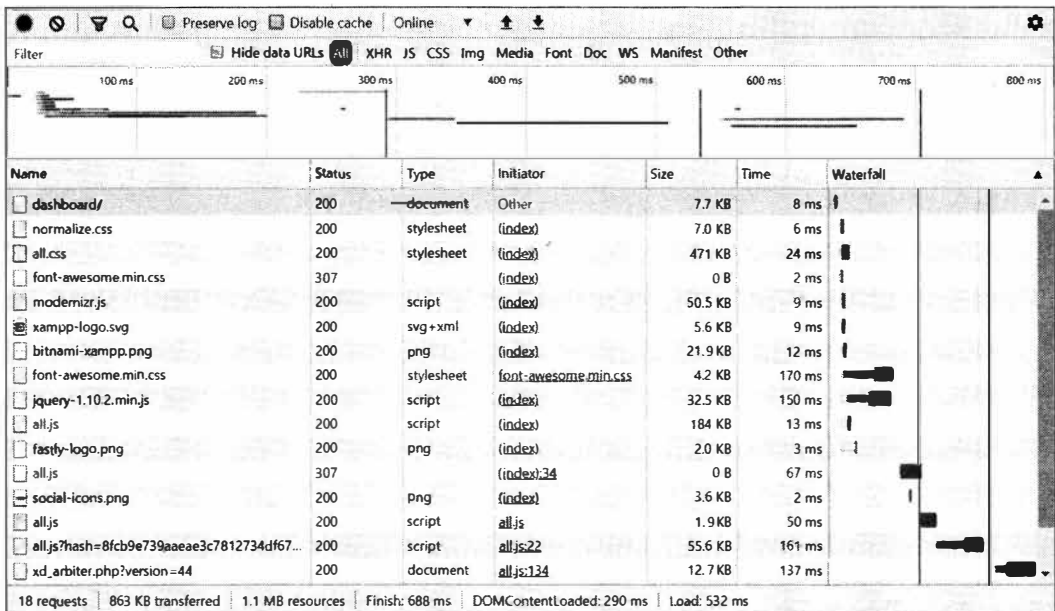 Preserve log Disable cache Online
Filter Hide data URLs All XHR JS CSS Img Media Font Doc WS Manifest Other
100 ms 200 ms 300 ms 400 ms 500 ms 600 ms 700 ms 800 ms
Name Status Type Initiator Size Time Waterfall
dashboard/ 200 document Other 7.7 KB 8 ms
normalize.css 200 stylesheet (index) 7.0 KB 6 ms
all.css 200 stylesheet (index) 471 KB 24 ms
font-awesome.min.css 307 (index) 0 B 2 ms
modernizr.js 200 script (index) 50.5 KB 9 ms
xampp-logo.svg 200 svg+xml (index) 5.6 KB 9 ms
bitnami-xampp.png 200 png (index) 21.9 KB 12 ms
font-awesome.min.css 200 stylesheet font-awesome.min.css 4.2 KB 170 ms
jquery-1.10.2.min.js 200 script (index) 32.5 KB 150 ms
all.js 200 script (index) 184 KB 13 ms
fastly-logo.png 200 png (index) 2.0 KB 3 ms
all.js 307 (index):34 0 B 67 ms
social-icons.png 200 png (index) 3.6 KB 2 ms
all.js 200 script all.js 1.9 KB 50 ms
200 script all.js:22 55.6 KB
xd_arbiter.php?version=44 200 document all.js:134 12.7 KB 137 ms
18 requests 863 KB transferred 1.1 MB resources Finish: 688 ms DOMContentLoaded: 290 ms Load: 532 ms